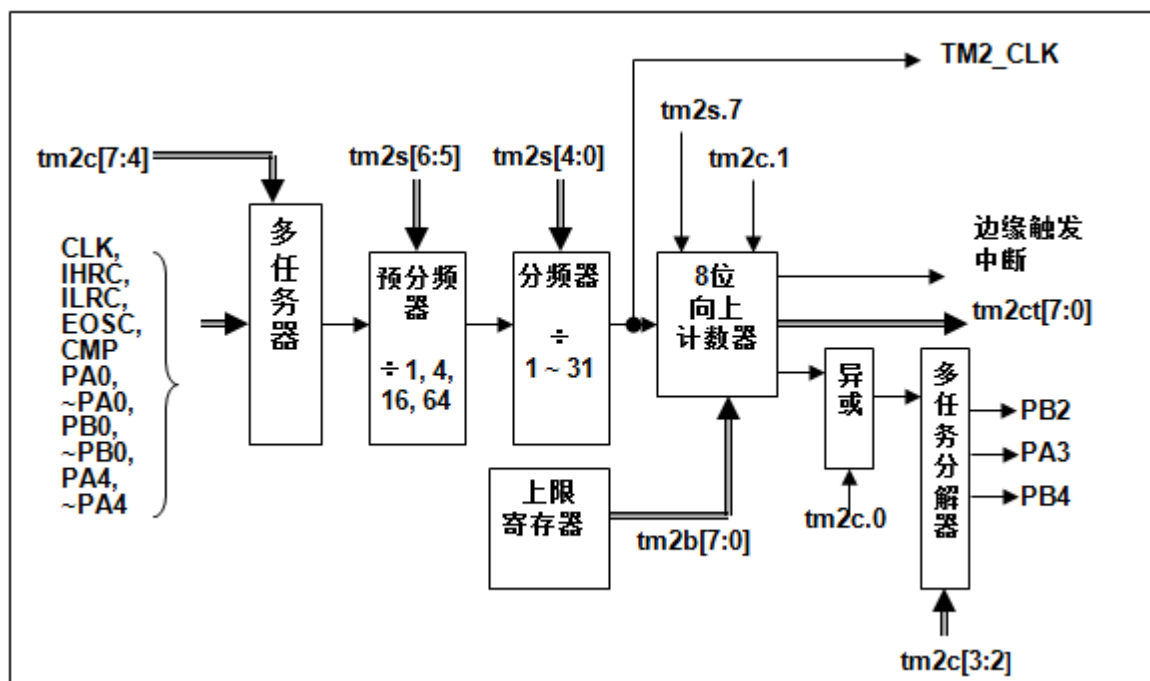 TM2_CLK
tm2s.7
tm2c[7:4]
tm2s[6:5]
tm2s[4:0]
tm2c.1
CLK,
IHRC,
ILRC,
EOSC,
CMP
PA0,
~PA0,
PB0,
~PB0,
PA4,
~PA4
多
任
务
器
预分频
器
÷1, 4,
16, 64
分频器
÷
1 ~ 31
8位
向上
计数器
边缘触发
中断
tm2ct[7:0]
上限
寄存器
tm2b[7:0]
异
或
tm2c.0
多
任
务
分
解
器
PB2
PA3
PB4
tm2c[3:2]